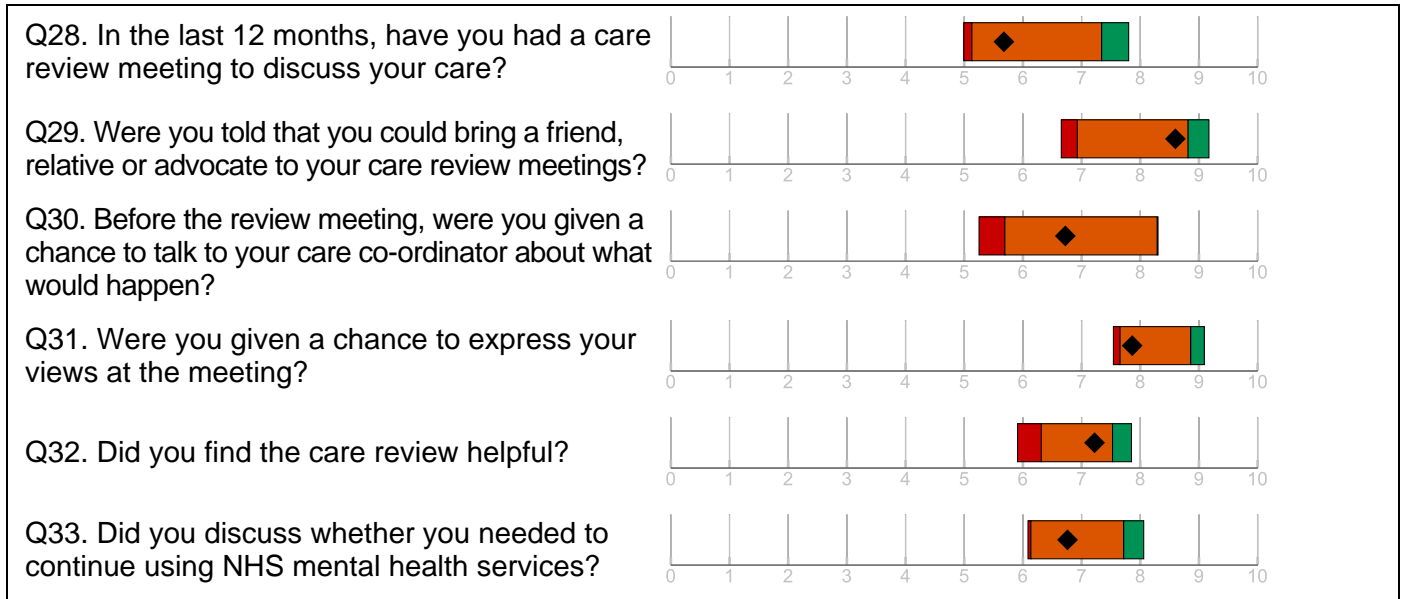 Q28. In the last 12 months, have you had a care
review meeting to discuss your care?
0 1 2 3 4 5 6 7 8 9 10
Q29. Were you told that you could bring a friend,
relative or advocate to your care review meetings?
0 1 2 3 4 5 6 7 8 9 10
Q30. Before the review meeting, were you given a
chance to talk to your care co-ordinator about what
would happen?
0 1 2 3 4 5 6 7 8 9 10
Q31. Were you given a chance to express your
views at the meeting?
0 1 2 3 4 5 6 7 8 9 10
Q32. Did you find the care review helpful?
0 1 2 3 4 5 6 7 8 9 10
Q33. Did you discuss whether you needed to
continue using NHS mental health services?
0 1 2 3 4 5 6 7 8 9 10